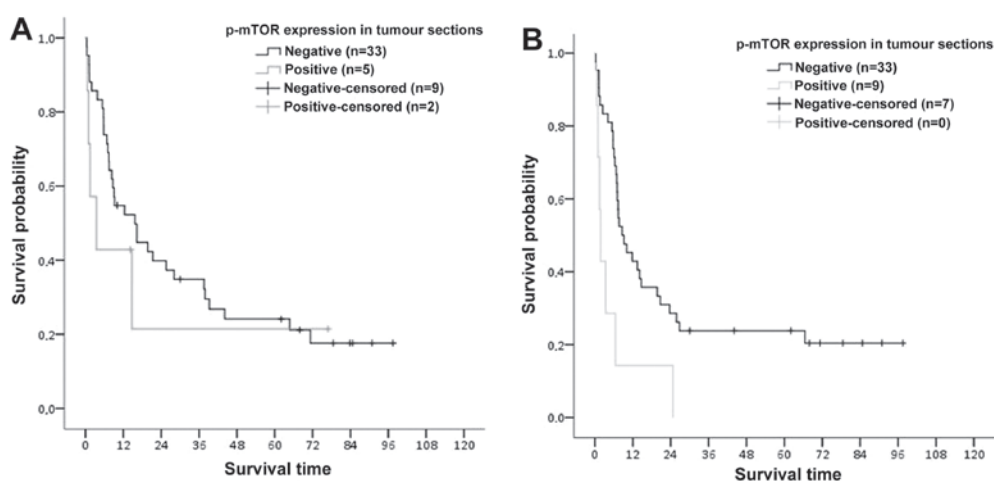 A
p-mTOR expression in tumour sections
Negative (n=33)
Positive (n=5)
Negative-censored (n=9)
Positive-censored (n=2)
Survival probability
1.0
0.8
0.6
0.4
0.2
0.0
0 12 24 36 48 60 72 84 96 108 120
Survival time
B
p-mTOR expression in tumour sections
Negative (n=33)
Positive (n=9)
Negative-censored (n=7)
Positive-censored (n=0)
Survival probability
1.0
0.8
0.6
0.4
0.2
0.0
0 12 24 36 48 60 72 84 96 108 120
Survival time